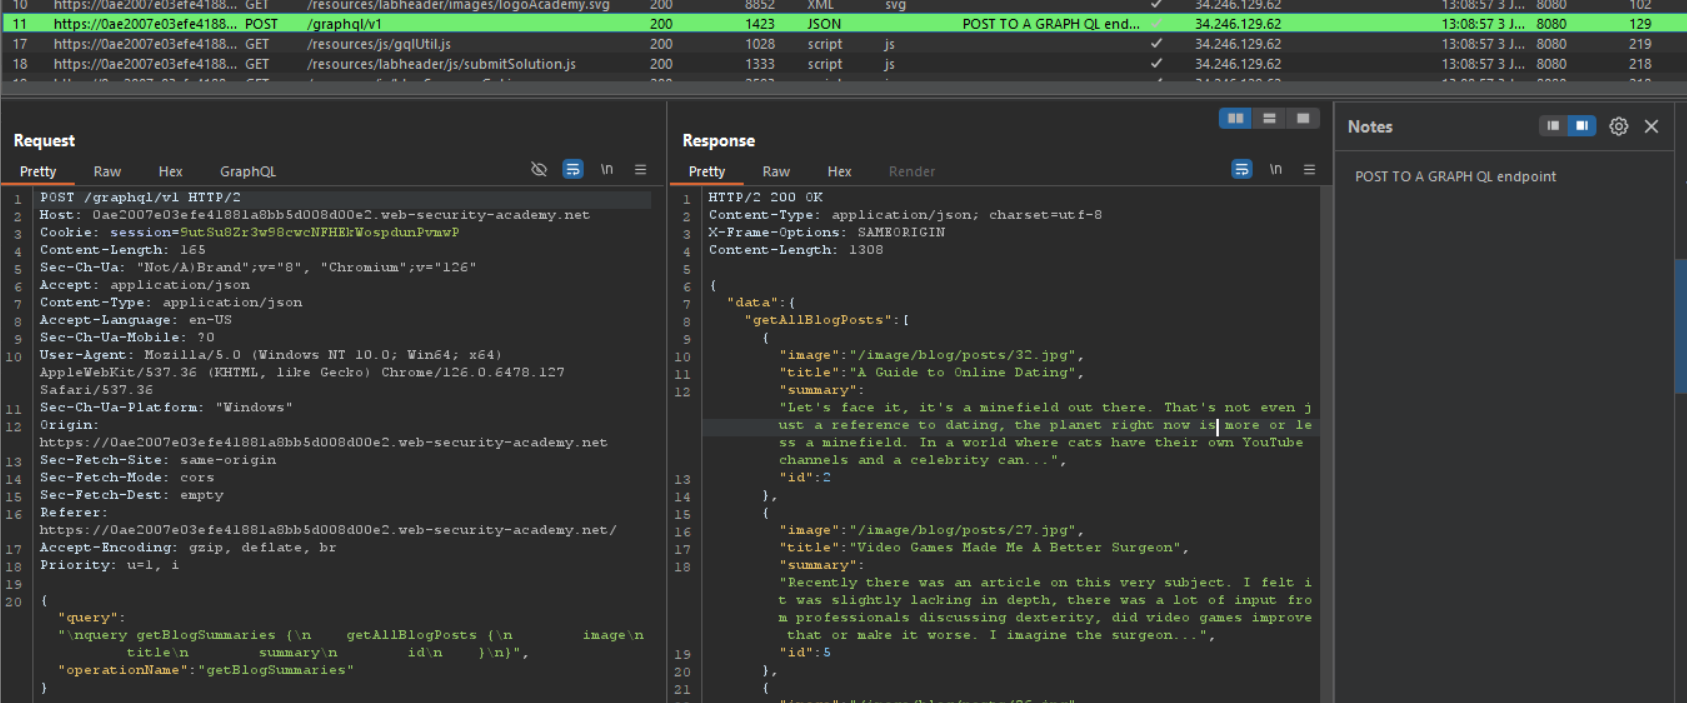 10 https://0ae2007e03efe4188... GET /resources/labheader/images/logoAcademy.svg 200 8852 XML svg 34.246.129.62 13:08:57 3 J... 8080 102
11 https://0ae2007e03efe4188... POST /graphql/v1 200 1423 JSON POST TO A GRAPH QL end... ✓ 34.246.129.62 13:08:57 3 J... 8080 129
17 https://0ae2007e03efe4188... GET /resources/js/gqlUtil.js 200 1028 script js ✓ 34.246.129.62 13:08:57 3 J... 8080 219
18 https://0ae2007e03efe4188... GET /resources/labheader/js/submitSolution.js 200 1333 script js ✓ 34.246.129.62 13:08:57 3 J... 8080 218
Request
Pretty Raw Hex GraphQL \n
1 POST /graphql/v1 HTTP/2
2 Host: 0ae2007e03efe41881a8bb5d008d00e2.web-security-academy.net
3 Cookie: session=9utSu8Zr3w98cwcNFHEkWospdunPvmwP
4 Content-Length: 165
5 Sec-Ch-Ua: "Not/A)Brand";v="8", "Chromium";v="126"
6 Accept: application/json
7 Content-Type: application/json
8 Accept-Language: en-US
9 Sec-Ch-Ua-Mobile: ?0
10 User-Agent: Mozilla/5.0 (Windows NT 10.0; Win64; x64)
AppleWebKit/537.36 (KHTML, like Gecko) Chrome/126.0.6478.127
Safari/537.36
11 Sec-Ch-Ua-Platform: "Windows"
12 Origin:
https://0ae2007e03efe41881a8bb5d008d00e2.web-security-academy.net
13 Sec-Fetch-Site: same-origin
14 Sec-Fetch-Mode: cors
15 Sec-Fetch-Dest: empty
16 Referer:
https://0ae2007e03efe41881a8bb5d008d00e2.web-security-academy.net/
17 Accept-Encoding: gzip, deflate, br
18 Priority: u=1, i
19
20 {
"query":
"\nquery getBlogSummaries {\n    getAllBlogPosts {\n        image\n
title\n        summary\n        id\n    }\n}",
"operationName":"getBlogSummaries"
}
Response
Pretty Raw Hex Render \n
1 HTTP/2 200 OK
2 Content-Type: application/json; charset=utf-8
3 X-Frame-Options: SAMEORIGIN
4 Content-Length: 1308
5
6 {
7 "data":{
8 "getAllBlogPosts":[
9 {
10 "image":"/image/blog/posts/32.jpg",
11 "title":"A Guide to Online Dating",
12 "summary":
"Let's face it, it's a minefield out there. That's not even j
ust a reference to dating, the planet right now is more or le
ss a minefield. In a world where cats have their own YouTube
channels and a celebrity can...",
13 "id":2
14 },
15 {
16 "image":"/image/blog/posts/27.jpg",
17 "title":"Video Games Made Me A Better Surgeon",
18 "summary":
"Recently there was an article on this very subject. I felt i
t was slightly lacking in depth, there was a lot of input fro
m professionals discussing dexterity, did video games improve
that or make it worse. I imagine the surgeon...",
19 "id":5
20 },
21 {
Notes
POST TO A GRAPH QL endpoint